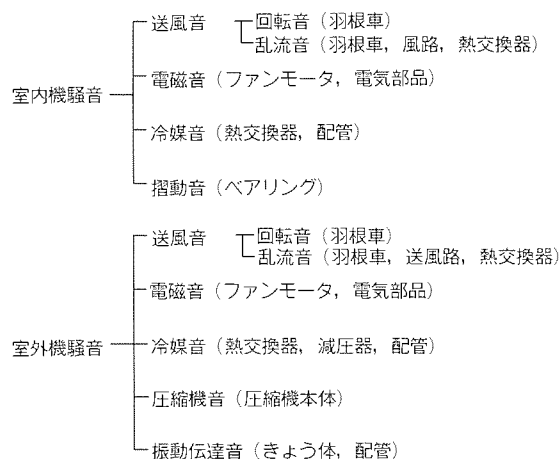 送風音
回転音（羽根車）
乱流音（羽根車，風路，熱交換器）
室内機騒音
電磁音（ファンモータ，電気部品）
冷媒音（熱交換器，配管）
摺動音（ベアリング）
送風音
回転音（羽根車）
乱流音（羽根車，送風路，熱交換器）
電磁音（ファンモータ，電気部品）
室外機騒音
冷媒音（熱交換器，減圧器，配管）
圧縮機音（圧縮機本体）
振動伝達音（きょう体，配管）